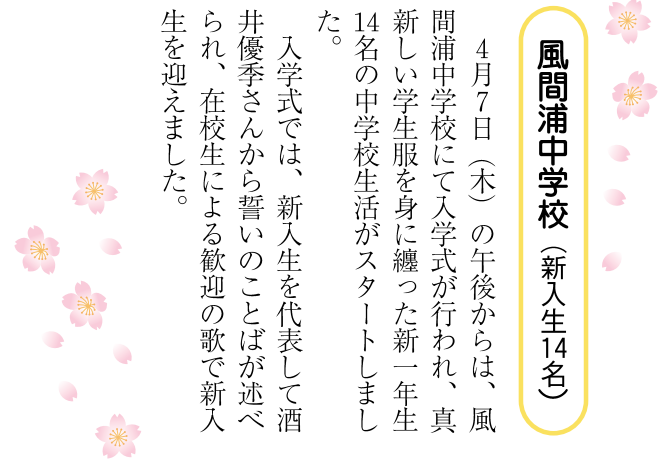 風間浦中学校（新入生14名）
　４月７日（木）の午後からは、風
間浦中学校にて入学式が行われ、真
新しい学生服を身に纏った新一年生
14名の中学校生活がスタートしまし
た。
　入学式では、新入生を代表して酒
井優季さんから誓いのことばが述べ
られ、在校生による歓迎の歌で新入
生を迎えました。